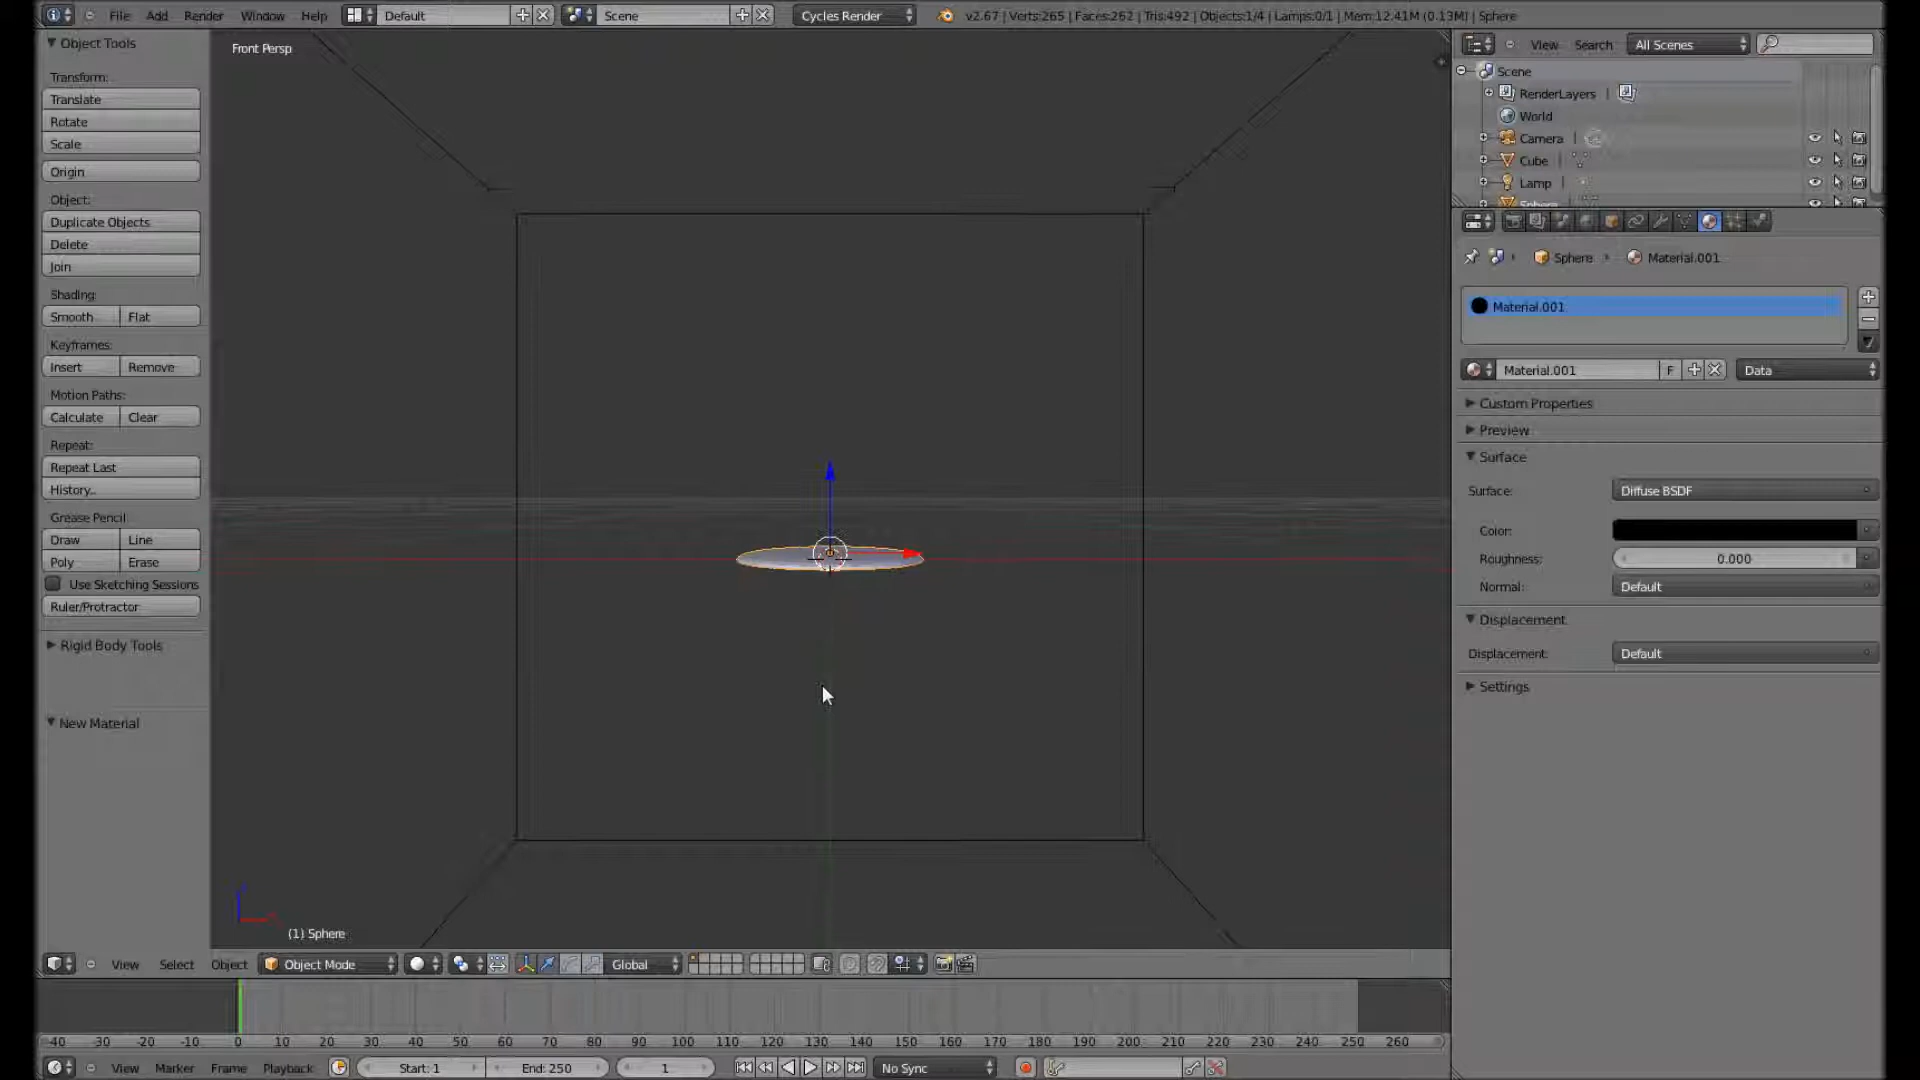 File Add Render Window Help Default Scene Cycles Render v2.67 | Verts:265 | Faces:262 | Tris:492 | Objects:1/4 | Lamps:0/1 | Mem:12.41M (0.13M) | Sphere
Object Tools
Transform:
Translate
Rotate
Scale
Origin
Object:
Duplicate Objects
Delete
Join
Shading:
Smooth Flat
Keyframes:
Insert Remove
Motion Paths:
Calculate Clear
Repeat:
Repeat Last
History...
Grease Pencil:
Draw Line
Poly Erase
Use Sketching Sessions
Ruler/Protractor
Rigid Body Tools
New Material
Front Persp
(1) Sphere
View Search All Scenes
Scene
RenderLayers
World
Camera
Cube
Lamp
Sphere
Sphere Material.001
Material.001
Material.001 F Data
Custom Properties
Preview
Surface
Surface: Diffuse BSDF
Color:
Roughness: 0.000
Normal: Default
Displacement
Displacement: Default
Settings
View Select Object Object Mode Global
-40 -30 -20 -10 0 10 20 30 40 50 60 70 80 90 100 110 120 130 140 150 160 170 180 190 200 210 220 230 240 250 260
View Marker Frame Playback Start: 1 End: 250 1 No Sync